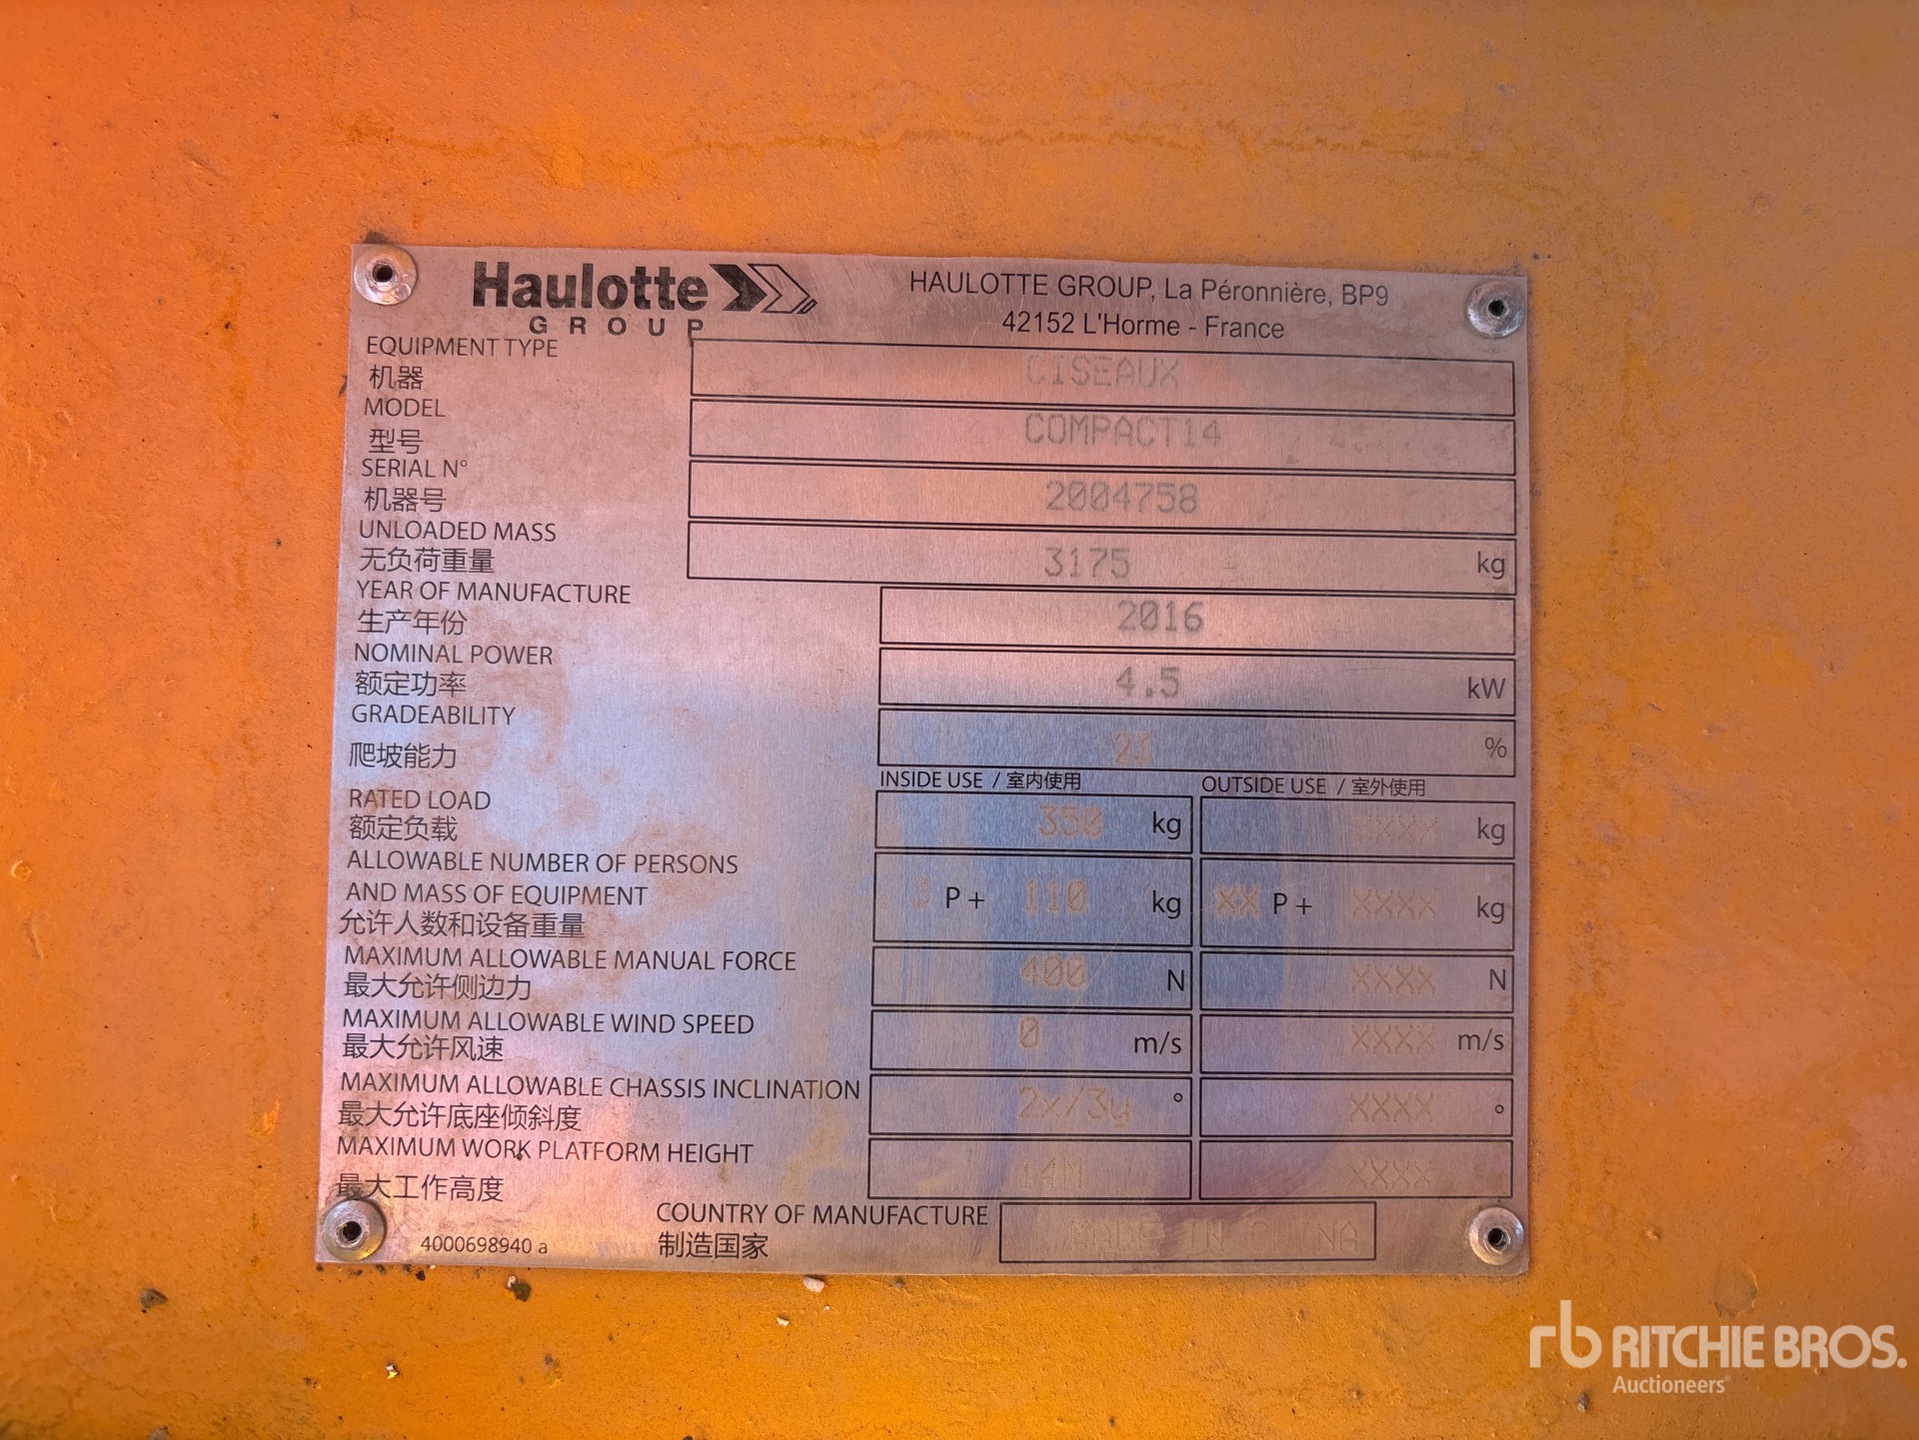 Haulotte
GROUP
HAULOTTE GROUP, La Péronnière, BP9
42152 L'Horme - France
EQUIPMENT TYPE
机器
CISEAUX
MODEL
型号
COMPACT14
SERIAL N°
机器号
2004758
UNLOADED MASS
无负荷重量
3175 kg
YEAR OF MANUFACTURE
生产年份
2016
NOMINAL POWER
额定功率
4.5 kW
GRADEABILITY
爬坡能力
%
INSIDE USE / 室内使用
OUTSIDE USE / 室外使用
RATED LOAD
额定负载
350 kg
XXXX kg
ALLOWABLE NUMBER OF PERSONS
AND MASS OF EQUIPMENT
允许人数和设备重量
P + 110 kg
XX P + XXXX kg
MAXIMUM ALLOWABLE MANUAL FORCE
最大允许侧边力
400 N
XXXX N
MAXIMUM ALLOWABLE WIND SPEED
最大允许风速
0 m/s
XXXX m/s
MAXIMUM ALLOWABLE CHASSIS INCLINATION
最大允许底座倾斜度
2x/3y °
XXXX °
MAXIMUM WORK PLATFORM HEIGHT
最大工作高度
14M
XXXX
COUNTRY OF MANUFACTURE
制造国家
MADE IN CHINA
4000698940 a
rb RITCHIE BROS.
Auctioneers